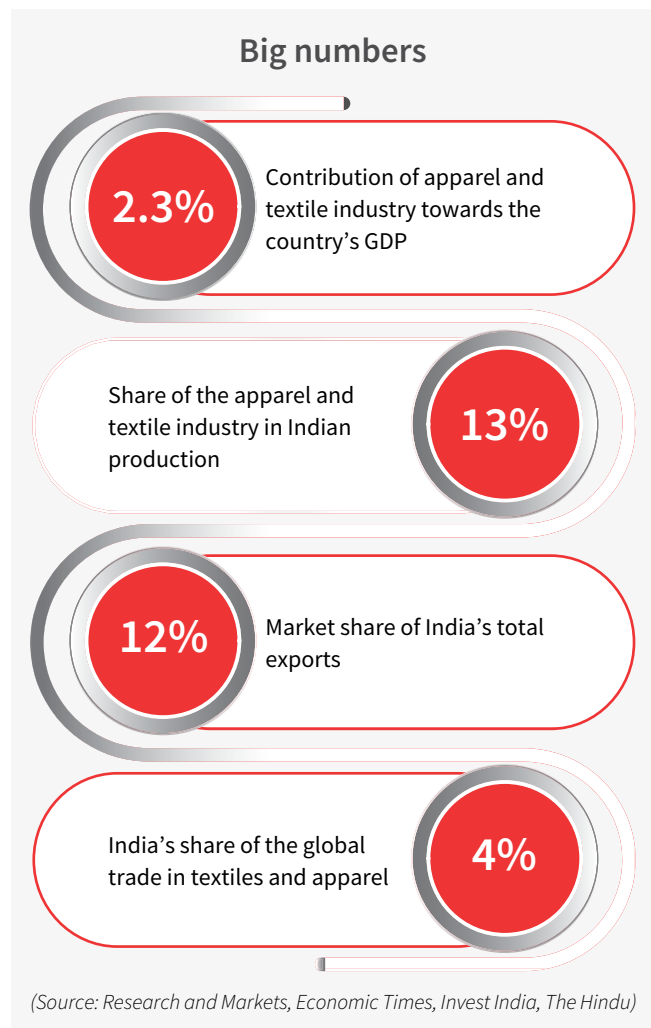 Big numbers
2.3%
Contribution of apparel and
textile industry towards the
country’s GDP
Share of the apparel and
textile industry in Indian
production
13%
12%
Market share of India’s total
exports
India’s share of the global
trade in textiles and apparel
4%
(Source: Research and Markets, Economic Times, Invest India, The Hindu)